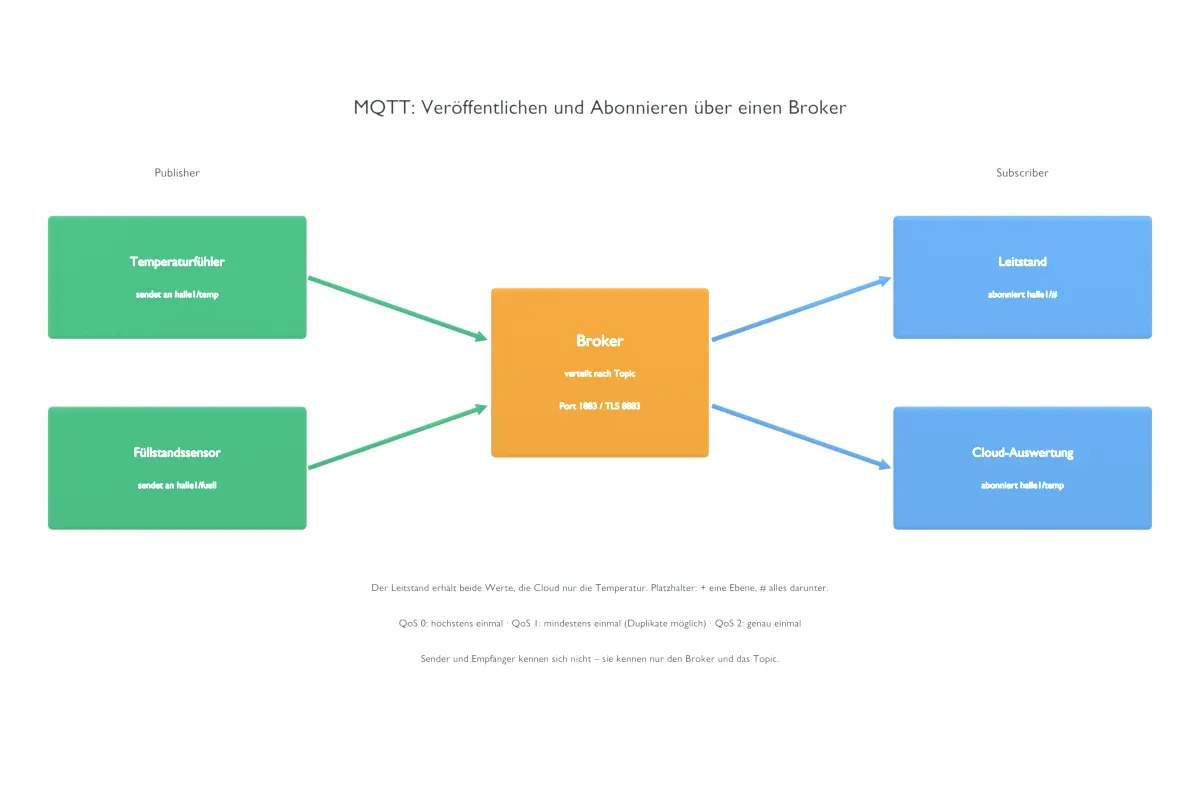 MQTT: Veröffentlichen und Abonnieren über einen Broker
Publisher
Subscriber
Temperaturfühler
sendet an halle1/temp
Füllstandssensor
sendet an halle1/fuell
Broker
verteilt nach Topic
Port 1883 / TLS 8883
Leitstand
abonniert halle1/#
Cloud-Auswertung
abonniert halle1/temp
Der Leitstand erhält beide Werte, die Cloud nur die Temperatur. Platzhalter: + eine Ebene, # alles darunter.
QoS 0: höchstens einmal · QoS 1: mindestens einmal (Duplikate möglich) · QoS 2: genau einmal
Sender und Empfänger kennen sich nicht – sie kennen nur den Broker und das Topic.